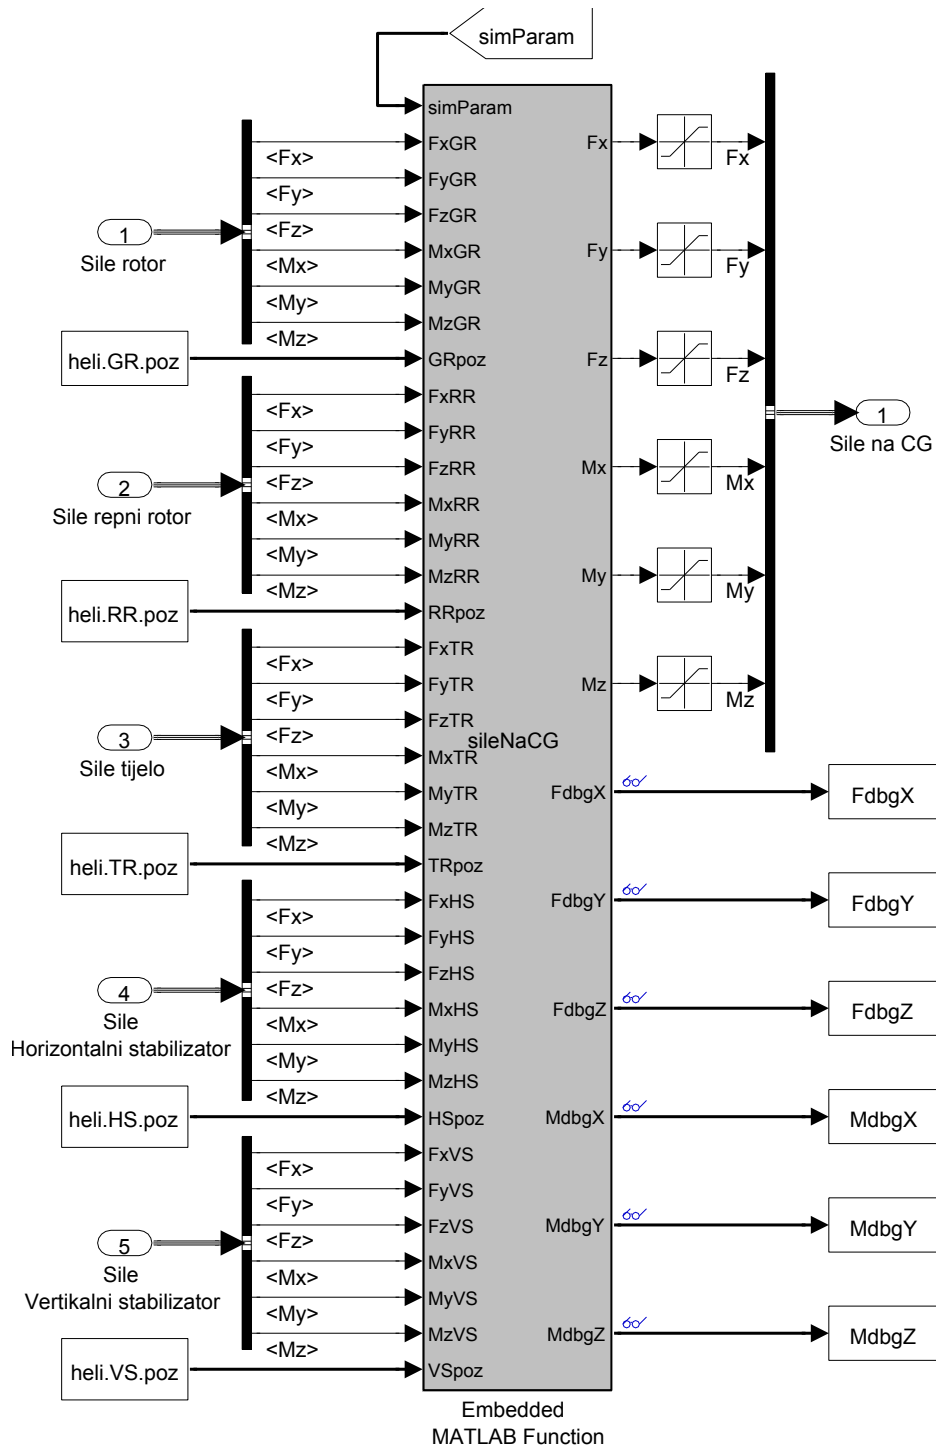 simParam
simParam
FxGR
<Fx>
FyGR
<Fy>
FzGR
<Fz>
MxGR
<Mx>
MyGR
<My>
MzGR
<Mz>
1
Sile rotor
heli.GR.poz
GRpoz
FxRR
<Fx>
FyRR
<Fy>
FzRR
<Fz>
MxRR
<Mx>
MyRR
<My>
MzRR
<Mz>
2
Sile repni rotor
heli.RR.poz
RRpoz
FxTR
<Fx>
FyTR
<Fy>
FzTR
<Fz>
MxTR
<Mx>
MyTR
<My>
MzTR
<Mz>
3
Sile tijelo
heli.TR.poz
TRpoz
FxHS
<Fx>
FyHS
<Fy>
FzHS
<Fz>
MxHS
<Mx>
MyHS
<My>
MzHS
<Mz>
4
Sile
Horizontalni stabilizator
heli.HS.poz
HSpoz
FxVS
<Fx>
FyVS
<Fy>
FzVS
<Fz>
MxVS
<Mx>
MyVS
<My>
MzVS
<Mz>
5
Sile
Vertikalni stabilizator
heli.VS.poz
VSpoz
sileNaCG
Fx
Fx
Fy
Fy
Fz
Fz
Mx
Mx
My
My
Mz
Mz
1
Sile na CG
FdbgX
FdbgX
FdbgY
FdbgY
FdbgZ
FdbgZ
MdbgX
MdbgX
MdbgY
MdbgY
MdbgZ
MdbgZ
Embedded
MATLAB Function